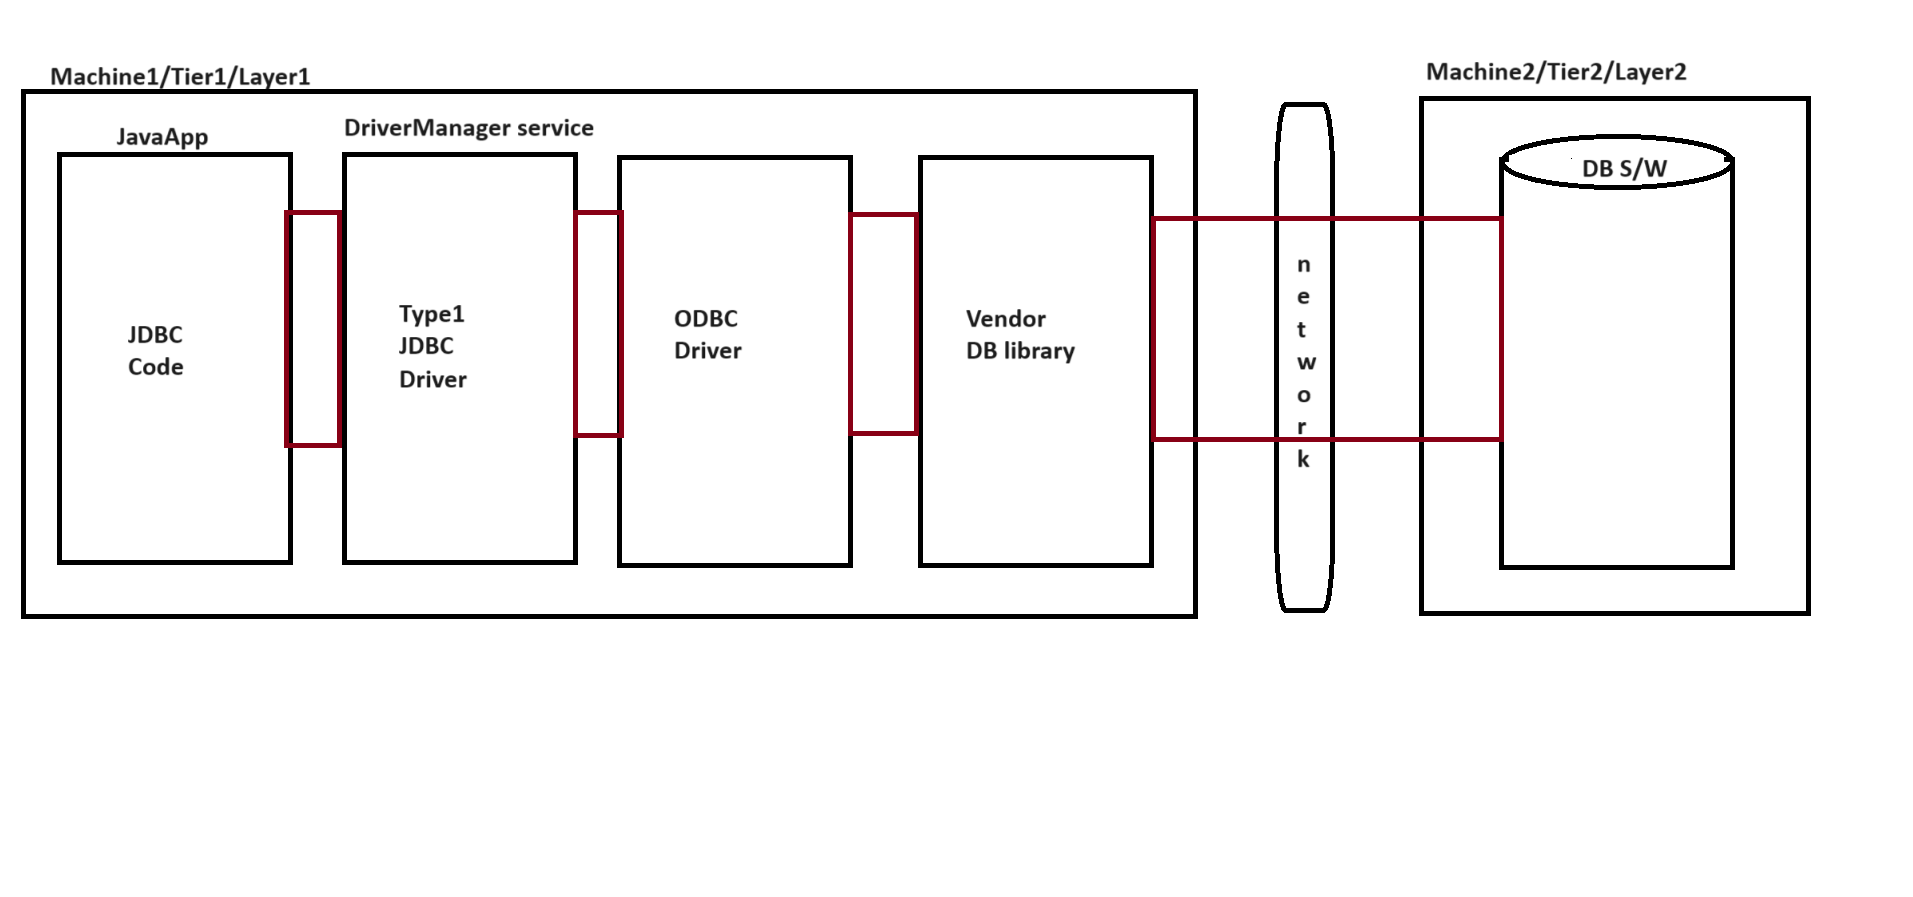 Machine1/Tier1/Layer1
Machine2/Tier2/Layer2
JavaApp
DriverManager service
DB S/W
JDBC
Code
Type1
JDBC
Driver
ODBC
Driver
Vendor
DB library
n
e
t
w
o
r
k